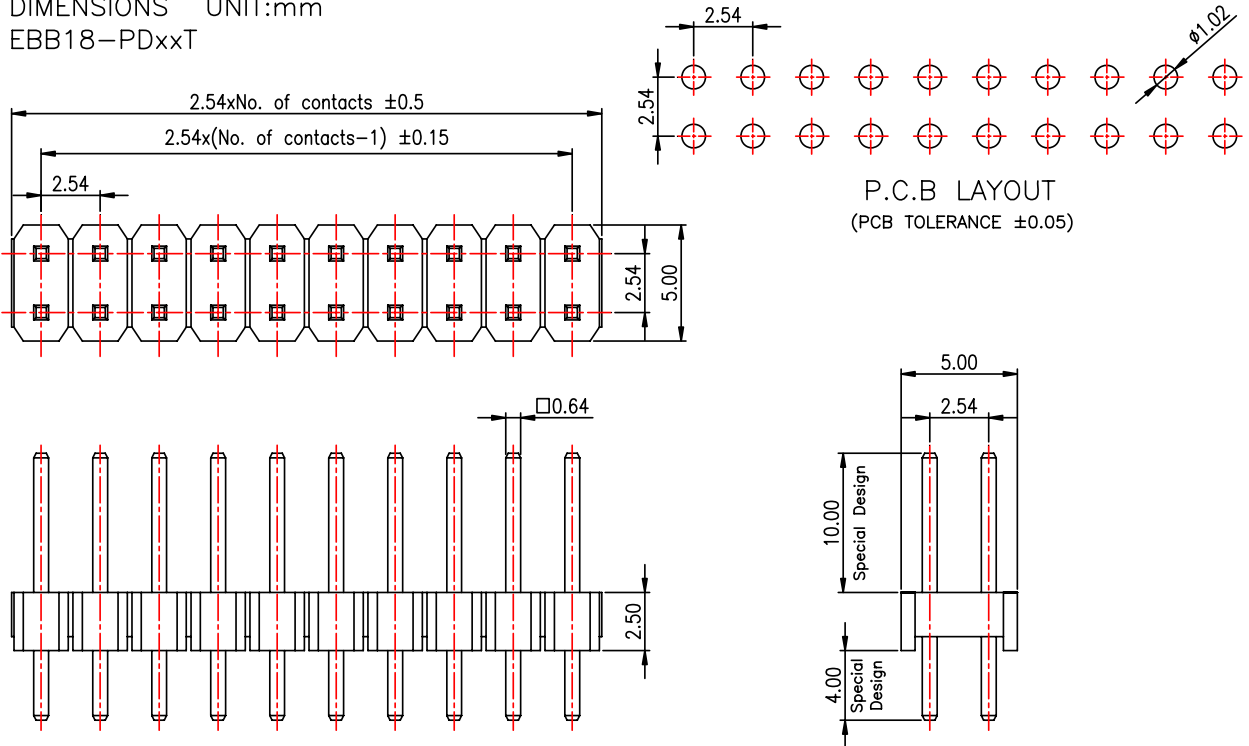 DIMENSIONS UNIT:mm
EBB18-PDxxT
2.54xNo. of contacts ±0.5
2.54x(No. of contacts-1) ±0.15
2.54
2.54
5.00
2.54
2.54
ø1.02
P.C.B LAYOUT
(PCB TOLERANCE ±0.05)
□0.64
2.50
5.00
2.54
10.00
Special Design
4.00
Special
Design